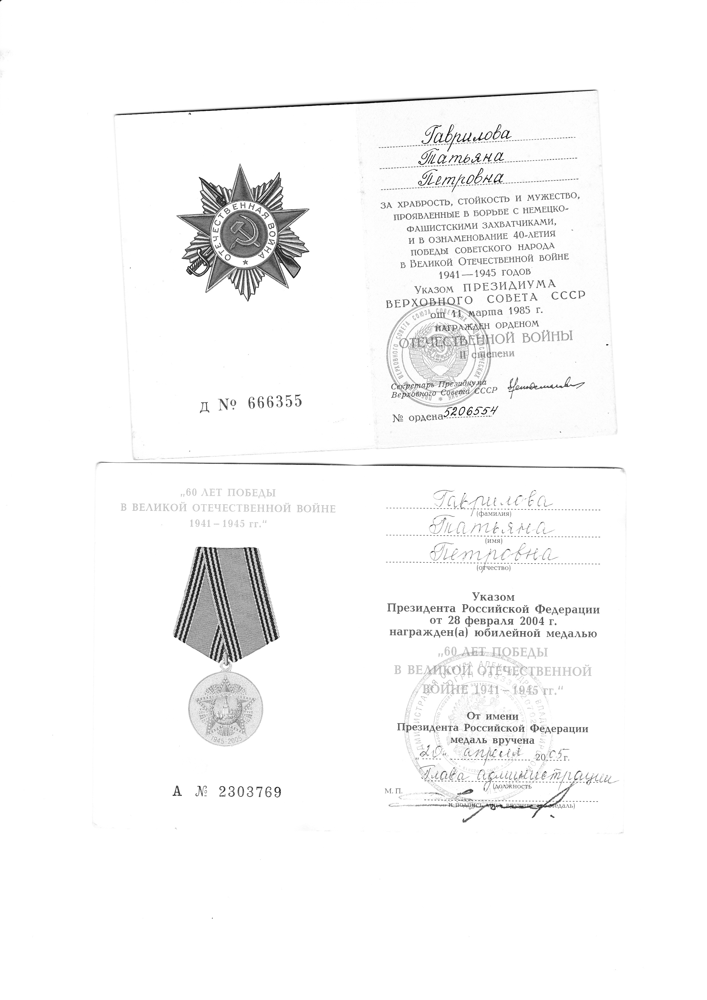 ОТЕЧЕСТВЕННАЯ ВОЙНА
Д № 666355
Гаврилова
Татьяна
Петровна
ЗА ХРАБРОСТЬ, СТОЙКОСТЬ И МУЖЕСТВО,
ПРОЯВЛЕННЫЕ В БОРЬБЕ С НЕМЕЦКО-
ФАШИСТСКИМИ ЗАХВАТЧИКАМИ,
И В ОЗНАМЕНОВАНИЕ 40-ЛЕТИЯ
ПОБЕДЫ СОВЕТСКОГО НАРОДА
В ВЕЛИКОЙ ОТЕЧЕСТВЕННОЙ ВОЙНЕ
1941—1945 ГОДОВ
УКАЗОМ ПРЕЗИДИУМА
ВЕРХОВНОГО СОВЕТА СССР
от 11 марта 1985 г.
НАГРАЖДЕН ОРДЕНОМ
ОТЕЧЕСТВЕННОЙ ВОЙНЫ
II степени
Секретарь Президиума
Верховного Совета СССР
№ ордена 5206554
„60 ЛЕТ ПОБЕДЫ
В ВЕЛИКОЙ ОТЕЧЕСТВЕННОЙ ВОЙНЕ
1941–1945 гг.“
1945-2005
А № 2303769
Гаврилова
(фамилия)
Татьяна
(имя)
Петровна
(отчество)
Указом
Президента Российской Федерации
от 28 февраля 2004 г.
награжден(а) юбилейной медалью
„60 ЛЕТ ПОБЕДЫ
В ВЕЛИКОЙ ОТЕЧЕСТВЕННОЙ
ВОЙНЕ 1941–1945 гг.“
От имени
Президента Российской Федерации
медаль вручена
„20“ апреля 2005 г.
Глава администрации
(должность
М. П.
и подпись лица, вручившего медаль)